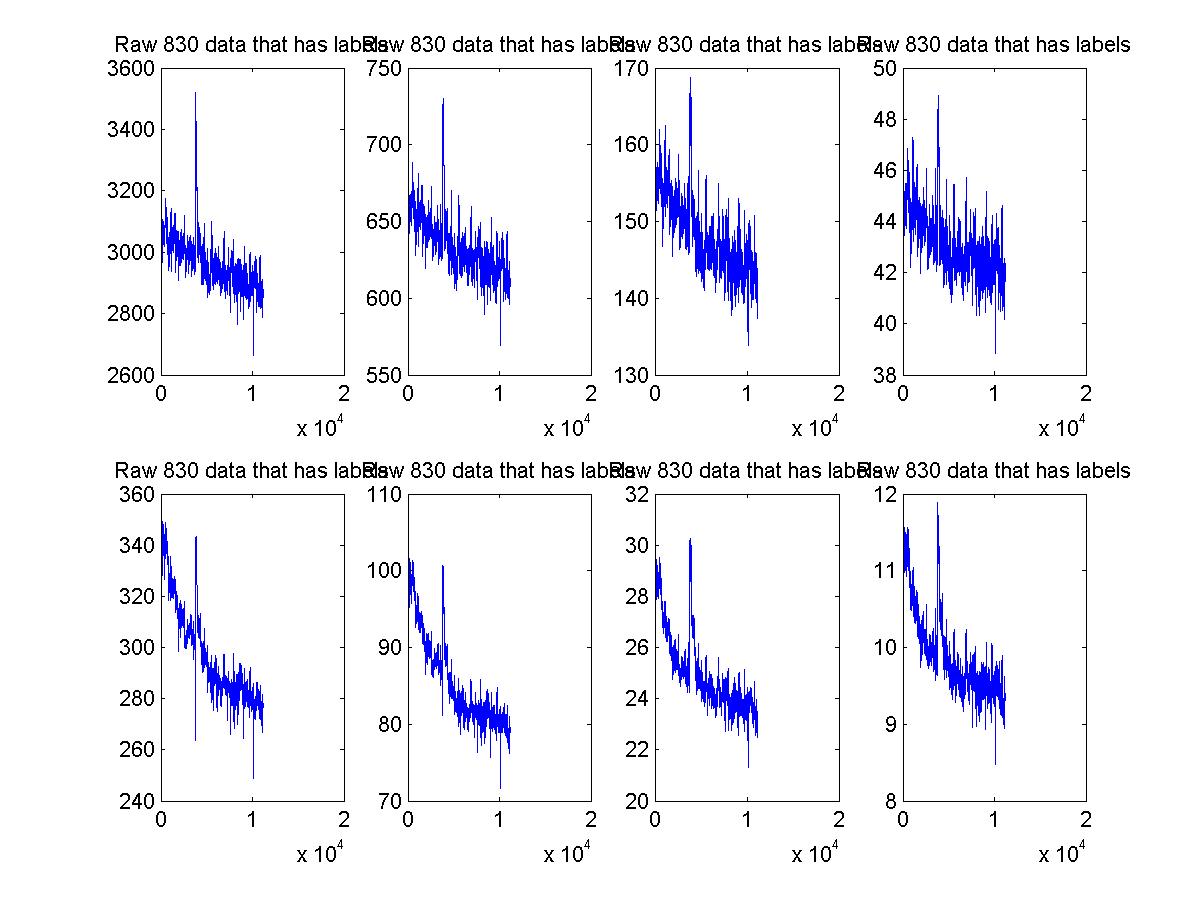 Raw 830 data that has labels Raw 830 data that has labels Raw 830 data that has labels Raw 830 data that has labels
3600 750 170 50
3400 700 160 48
3200 650 150 46
3000 600 140 44
2800 550 130 42
2600 40
38
0 1 2 0 1 2 0 1 2 0 1 2
x 10^4 x 10^4 x 10^4 x 10^4
Raw 830 data that has labels Raw 830 data that has labels Raw 830 data that has labels Raw 830 data that has labels
360 110 32 12
340 100 30 11
320 90 28 10
300 80 26 9
280 70 24 8
260 22
240 20
0 1 2 0 1 2 0 1 2 0 1 2
x 10^4 x 10^4 x 10^4 x 10^4